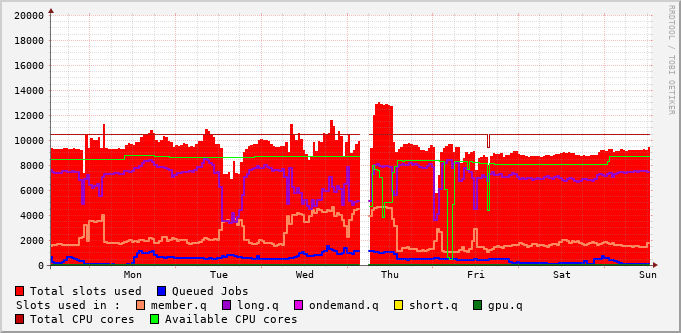 RRDTOOL / TOBI OETIKER
20000
18000
16000
14000
12000
10000
8000
6000
4000
2000
0
Mon Tue Wed Thu Fri Sat Sun
Total slots used Queued Jobs
Slots used in : member.q long.q ondemand.q short.q gpu.q
Total CPU cores Available CPU cores